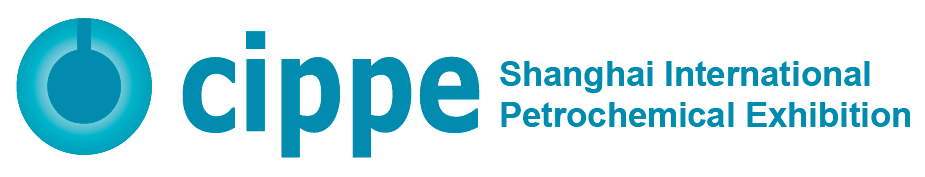 cippe
Shanghai International
Petrochemical Exhibition